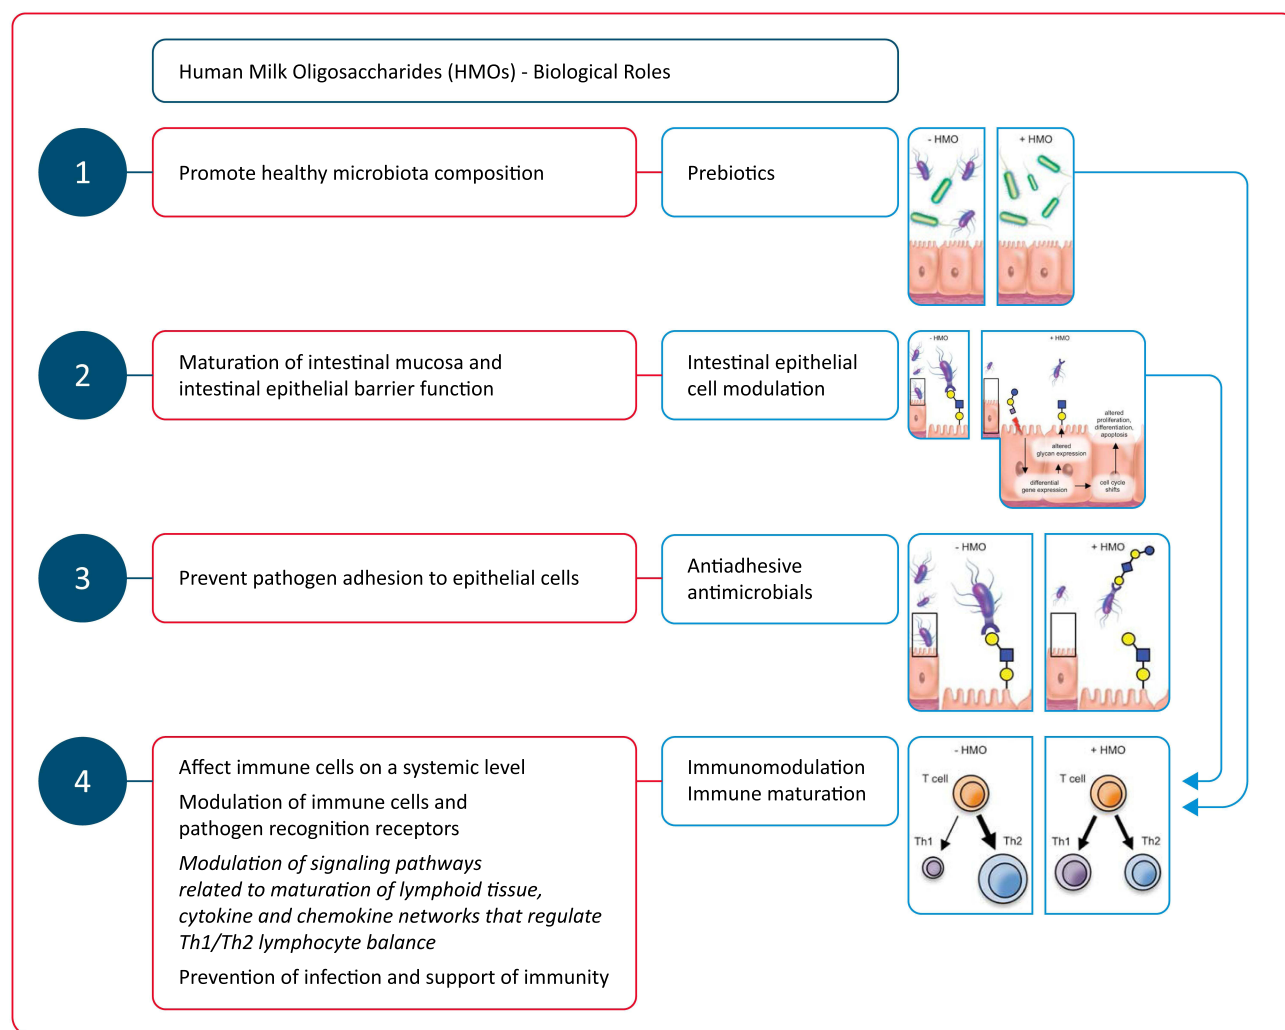 Human Milk Oligosaccharides (HMOs) - Biological Roles
1
Promote healthy microbiota composition
Prebiotics
- HMO
+ HMO
2
Maturation of intestinal mucosa and
intestinal epithelial barrier function
Intestinal epithelial
cell modulation
- HMO
+ HMO
altered
proliferation,
differentiation,
apoptosis
altered
glycan expression
differential
gene expression
cell cycle
shifts
3
Prevent pathogen adhesion to epithelial cells
Antiadhesive
antimicrobials
- HMO
+ HMO
4
Affect immune cells on a systemic level
Modulation of immune cells and
pathogen recognition receptors
Modulation of signaling pathways
related to maturation of lymphoid tissue,
cytokine and chemokine networks that regulate
Th1/Th2 lymphocyte balance
Prevention of infection and support of immunity
Immunomodulation
Immune maturation
- HMO
T cell
Th1
Th2
+ HMO
T cell
Th1
Th2